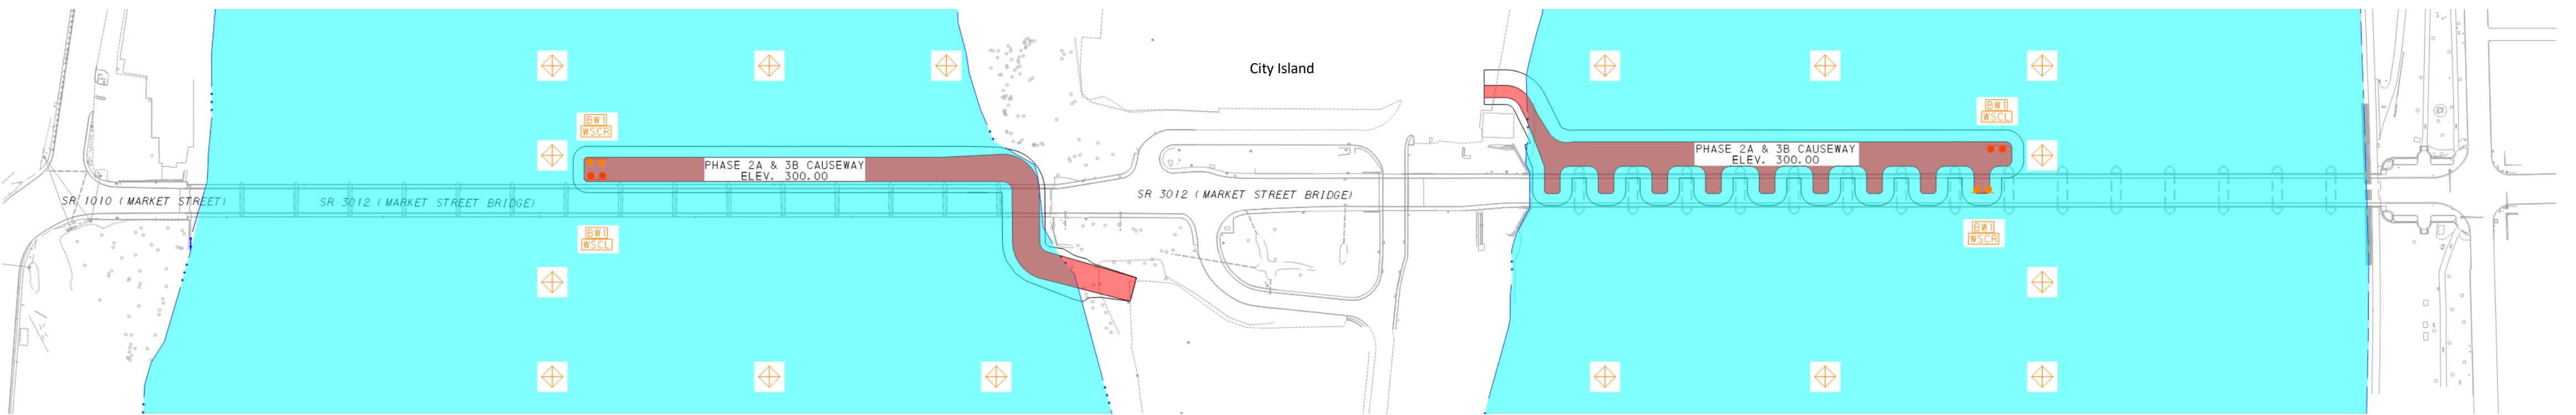 City Island
BW1
WSCR
BW1
WSCL
PHASE 2A & 3B CAUSEWAY
ELEV. 300.00
PHASE 2A & 3B CAUSEWAY
ELEV. 300.00
SR 1010 (MARKET STREET)
SR 3012 (MARKET STREET BRIDGE)
SR 3012 (MARKET STREET BRIDGE)
BW1
WSCL
BW1
WSCR